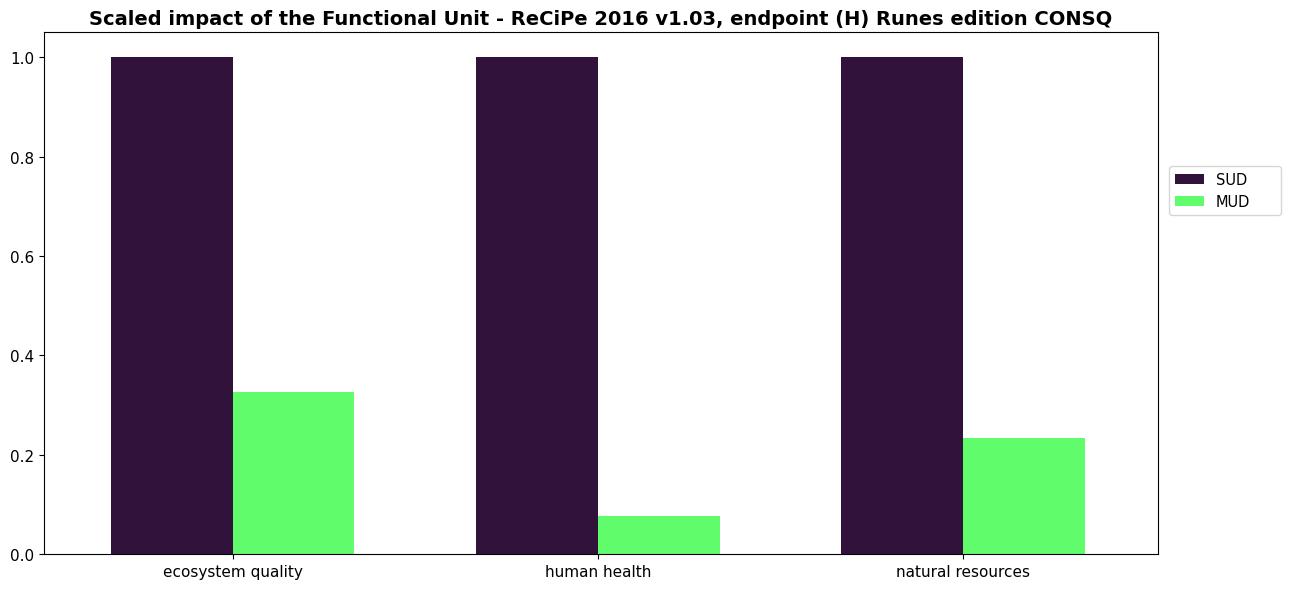 Scaled impact of the Functional Unit - ReCiPe 2016 v1.03, endpoint (H) Runes edition CONSQ
1.0
0.8
0.6
0.4
0.2
0.0
ecosystem quality
human health
natural resources
SUD
MUD